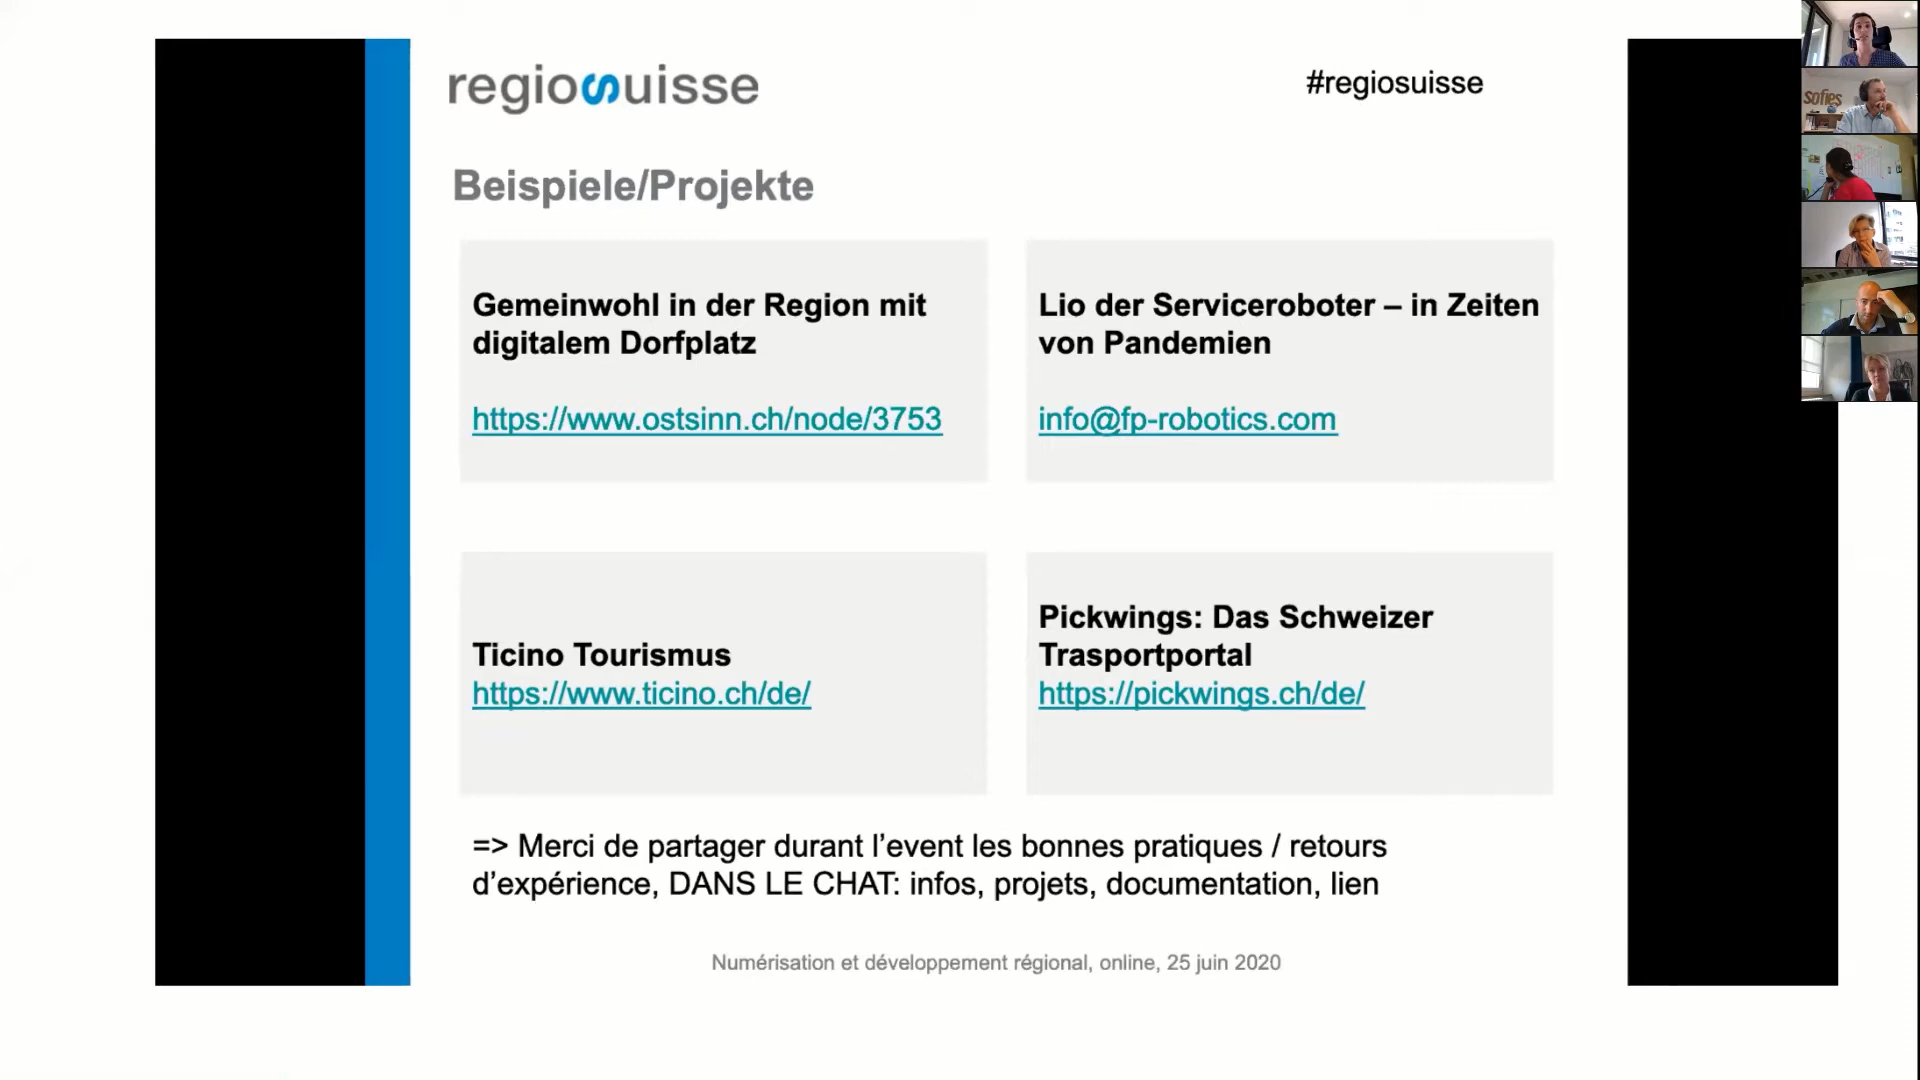 regiosuisse
#regiosuisse
Beispiele/Projekte
Gemeinwohl in der Region mit
digitalem Dorfplatz
https://www.ostsinn.ch/node/3753
Lio der Serviceroboter – in Zeiten
von Pandemien
info@fp-robotics.com
Ticino Tourismus
https://www.ticino.ch/de/
Pickwings: Das Schweizer
Trasportportal
https://pickwings.ch/de/
=> Merci de partager durant l’event les bonnes pratiques / retours
d’expérience, DANS LE CHAT: infos, projets, documentation, lien
Numérisation et développement régional, online, 25 juin 2020
sofies